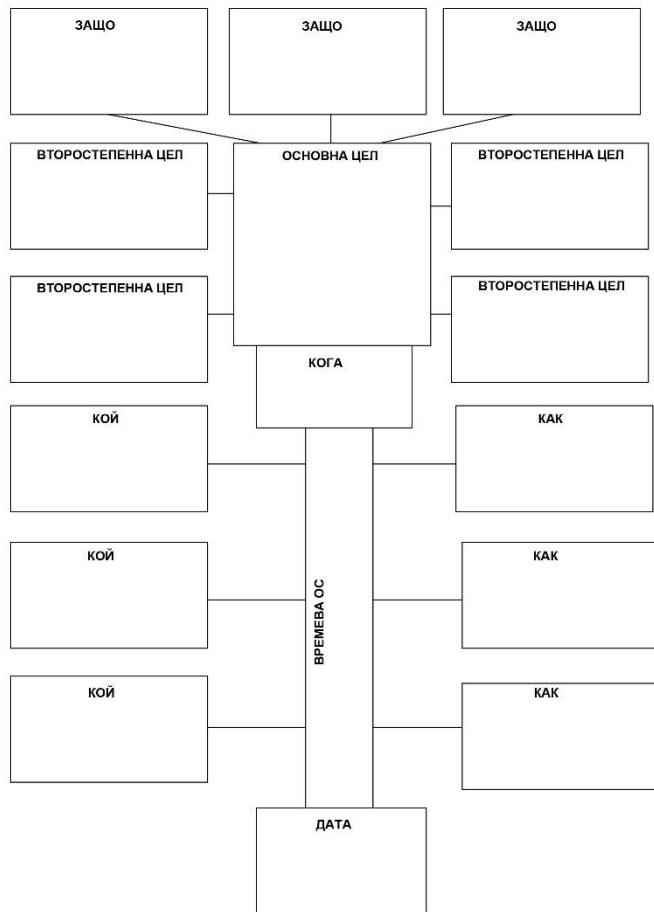 ЗАЩО
ЗАЩО
ЗАЩО
ВТОРОСТЕПЕННА ЦЕЛ
ОСНОВНА ЦЕЛ
ВТОРОСТЕПЕННА ЦЕЛ
ВТОРОСТЕПЕННА ЦЕЛ
ВТОРОСТЕПЕННА ЦЕЛ
КОГА
КОЙ
КАК
КОЙ
КАК
ВРЕМЕВА ОС
КОЙ
КАК
ДАТА